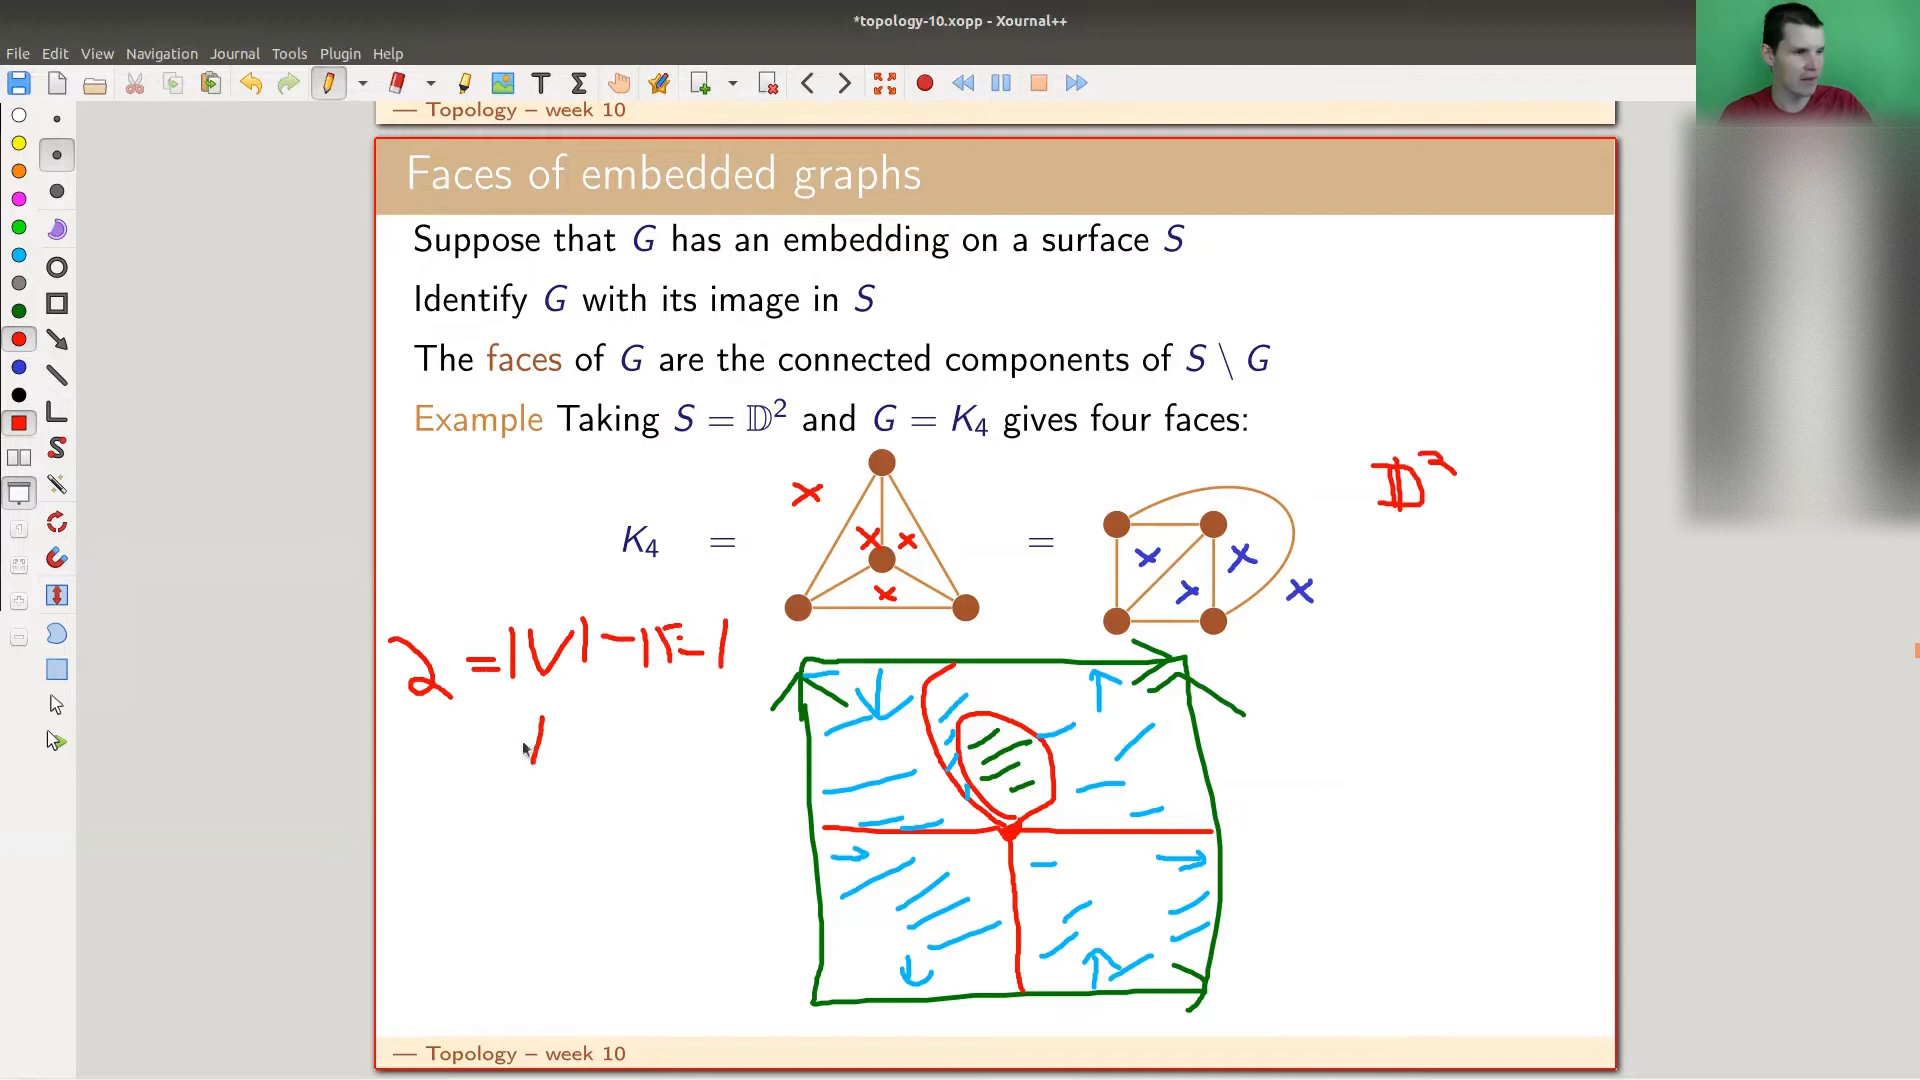 *topology-10.xopp - Xournal++
File Edit View Navigation Journal Tools Plugin Help
— Topology – week 10
Faces of embedded graphs
Suppose that G has an embedding on a surface S
Identify G with its image in S
The faces of G are the connected components of S \ G
Example Taking S = 𝔻² and G = K₄ gives four faces:
𝔻²
K₄ = =
2 = |V| - |E|
— Topology – week 10